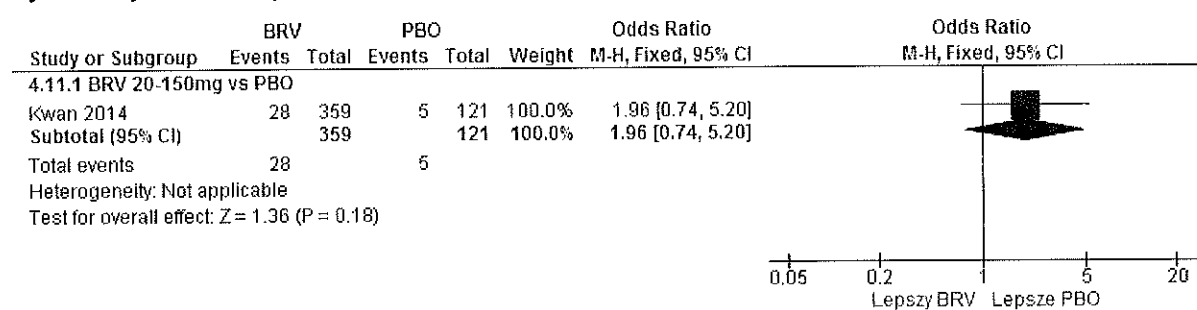 BRV PBO Odds Ratio Odds Ratio
Study or Subgroup Events Total Events Total Weight M-H, Fixed, 95% CI M-H, Fixed, 95% CI
4.11.1 BRV 20-150mg vs PBO
Kwan 2014 28 359 5 121 100.0% 1.96 [0.74, 5.20]
Subtotal (95% CI) 359 121 100.0% 1.96 [0.74, 5.20]
Total events 28 5
Heterogeneity: Not applicable
Test for overall effect: Z = 1.36 (P = 0.18)
0.05 0.2 1 5 20
Lepszy BRV Lepsze PBO